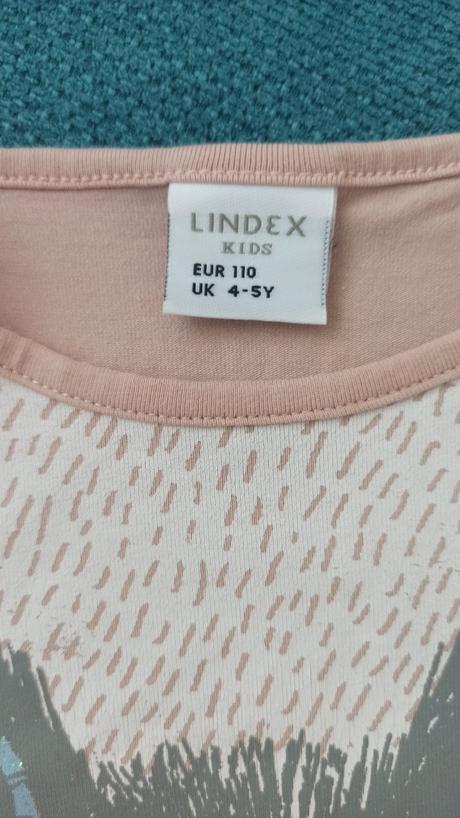 LINDEX
KIDS
EUR 110
UK 4-5Y